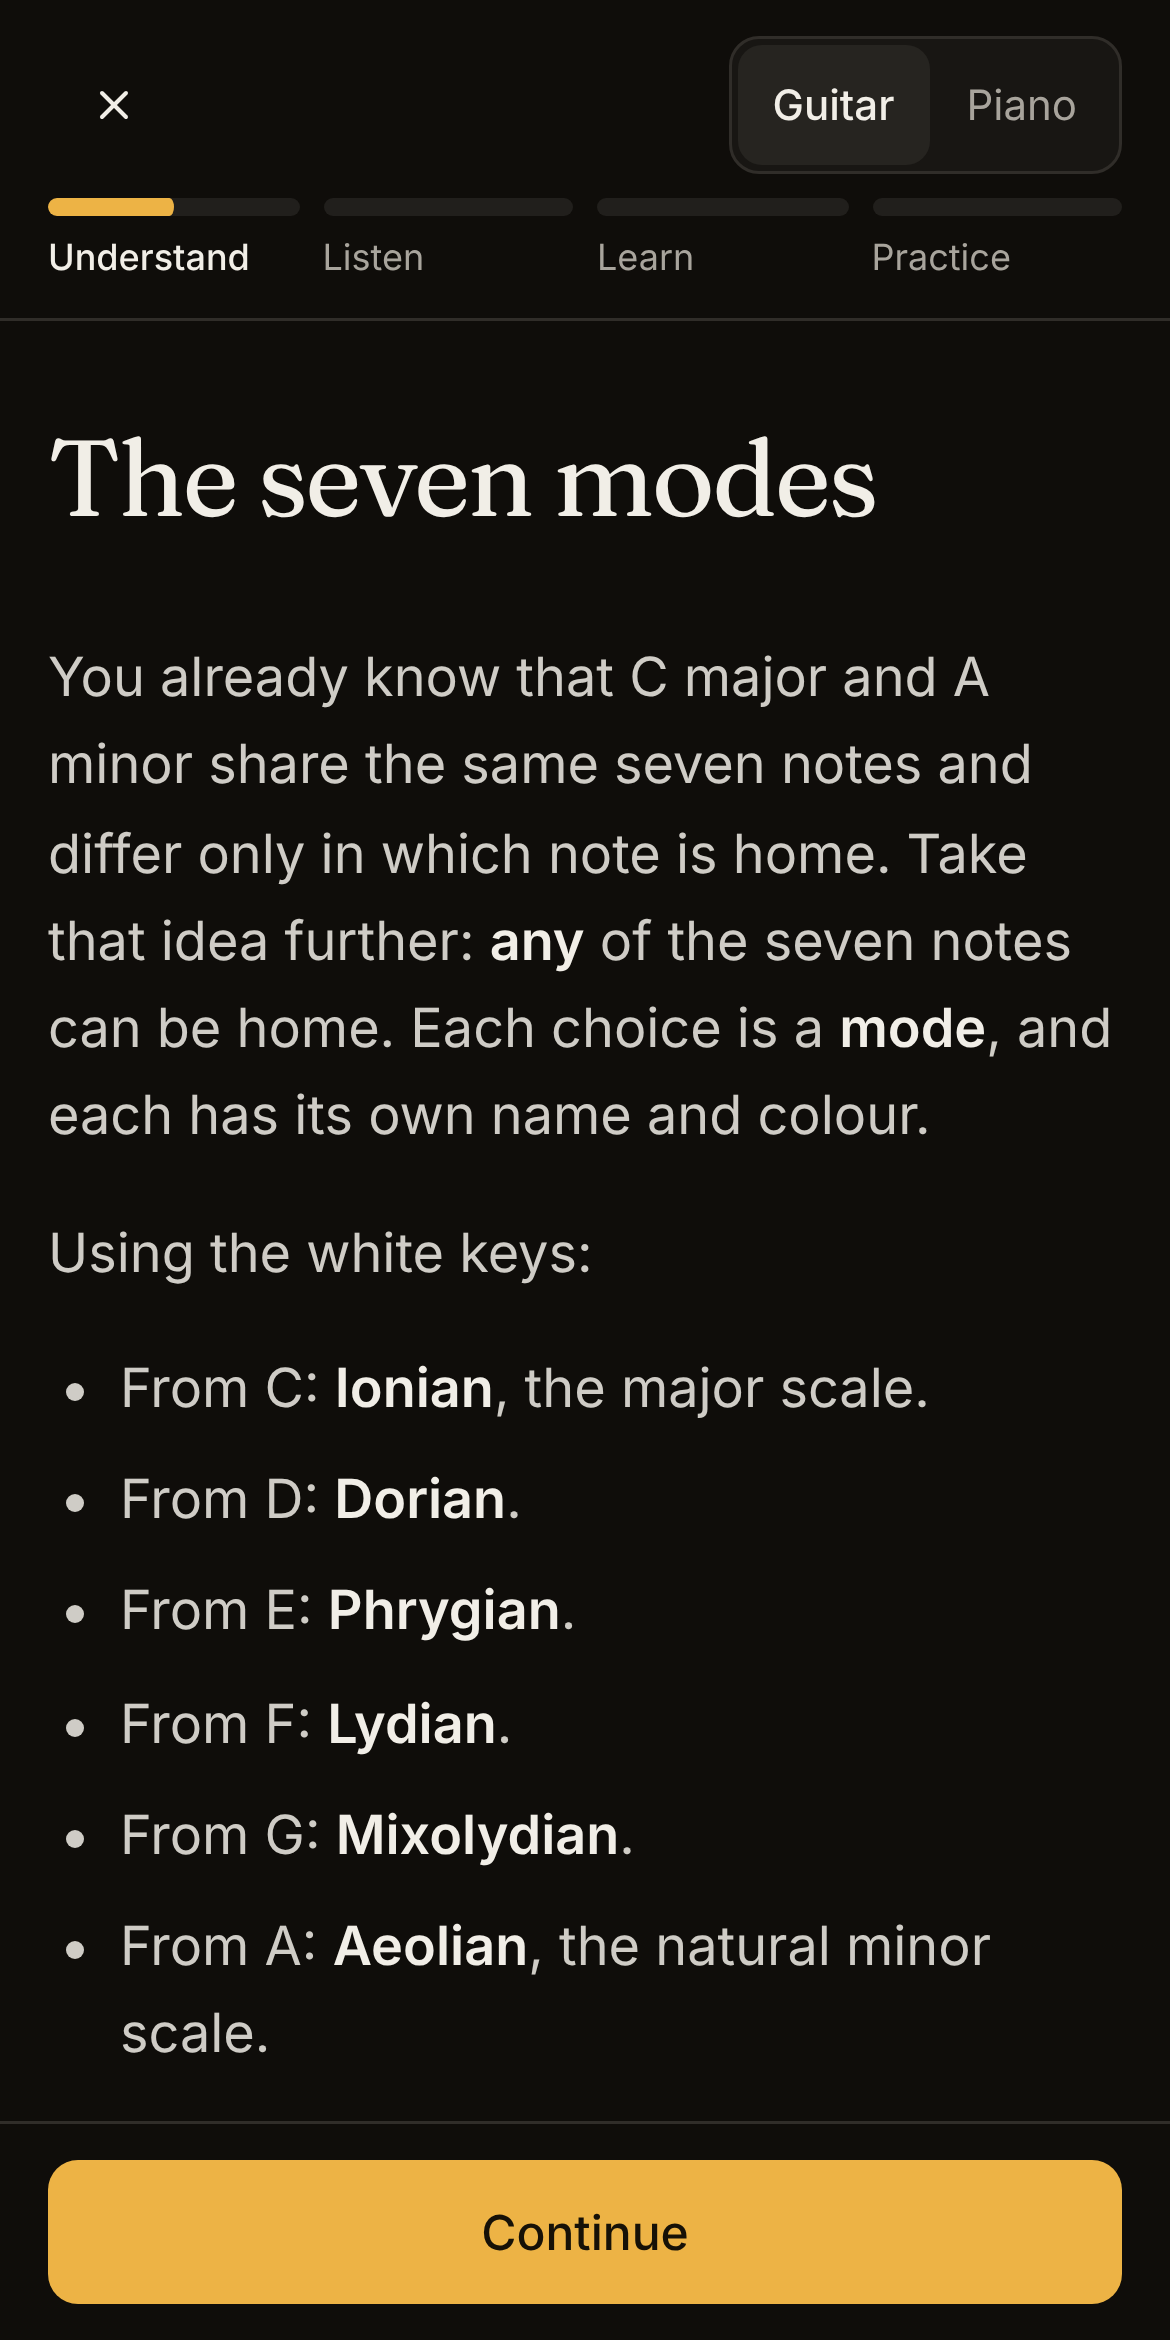 Guitar
Piano
Understand
Listen
Learn
Practice
The seven modes
You already know that C major and A
minor share the same seven notes and
differ only in which note is home. Take
that idea further: any of the seven notes
can be home. Each choice is a mode, and
each has its own name and colour.
Using the white keys:
• From C: Ionian, the major scale.
• From D: Dorian.
• From E: Phrygian.
• From F: Lydian.
• From G: Mixolydian.
• From A: Aeolian, the natural minor
scale.
Continue